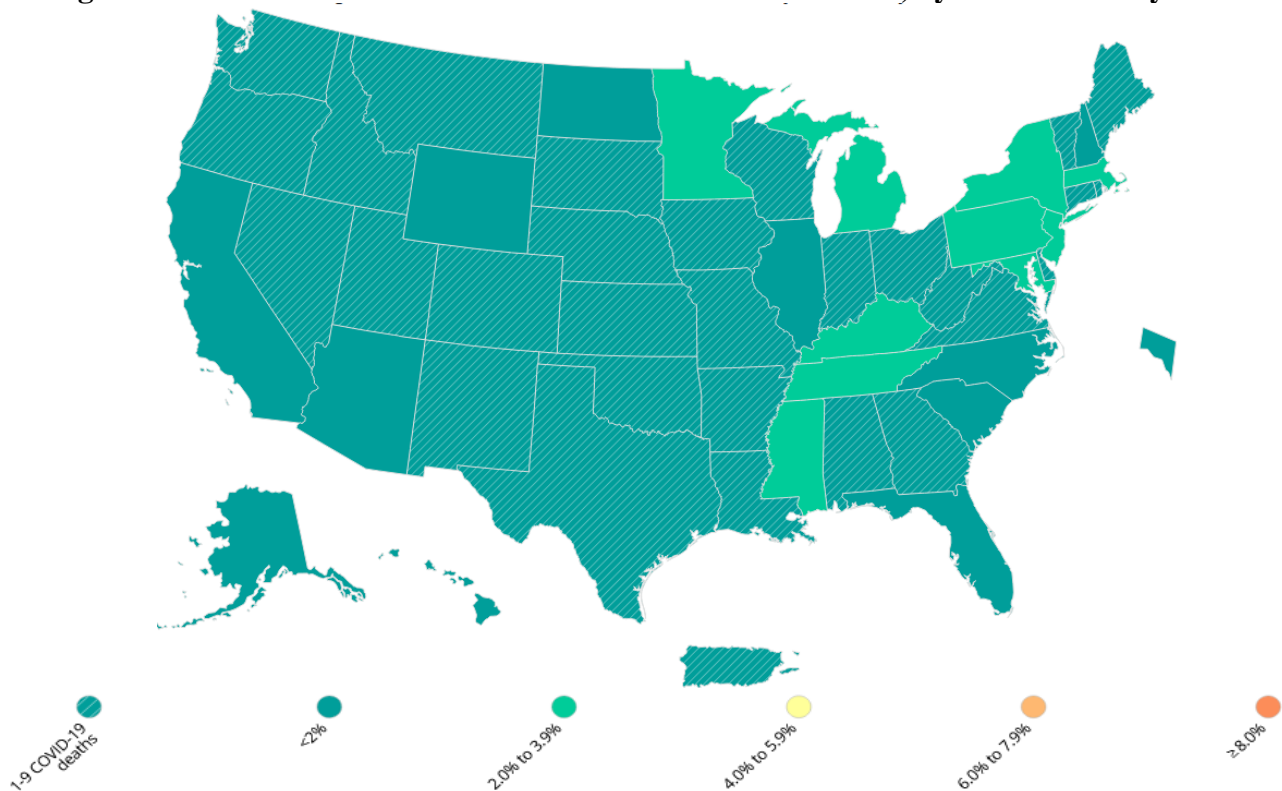 1-9 COVID-19
deaths
<2%
2.0% to 3.9%
4.0% to 5.9%
6.0% to 7.9%
≥8.0%